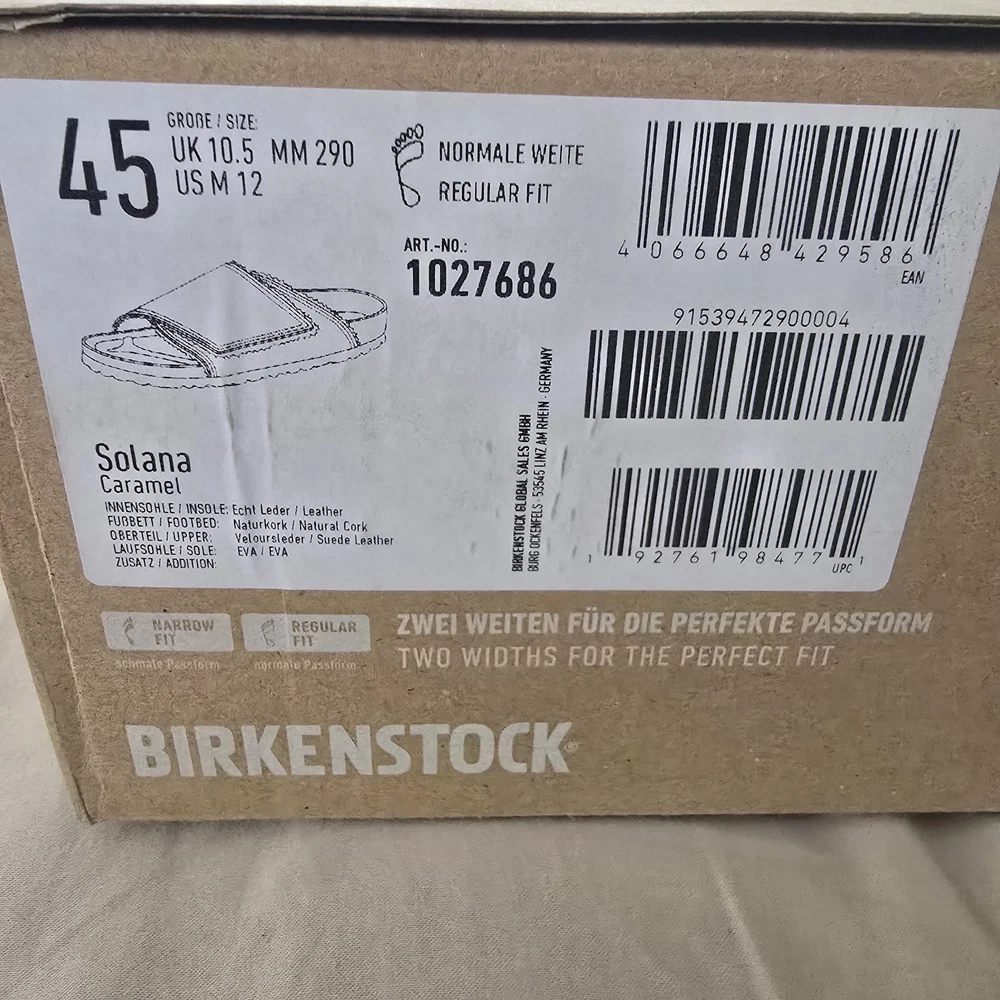 45
GRÖßE / SIZE:
UK 10.5 MM 290
US M 12
NORMALE WEITE
REGULAR FIT
ART.-NO.:
1027686
4 066648 429586
EAN
91539472900004
Solana
Caramel
INNENSOHLE / INSOLE: Echt Leder / Leather
FUßBETT / FOOTBED: Naturkork / Natural Cork
OBERTEIL / UPPER: Veloursleder / Suede Leather
LAUFSOHLE / SOLE: EVA / EVA
ZUSATZ / ADDITION:
BIRKENSTOCK GLOBAL SALES GMBH
BURG OCKENFELS · 53545 LINZ AM RHEIN · GERMANY
1 92761 98477 1
UPC
NARROW
FIT
schmale Passform
REGULAR
FIT
normale Passform
ZWEI WEITEN FÜR DIE PERFEKTE PASSFORM
TWO WIDTHS FOR THE PERFECT FIT
BIRKENSTOCK